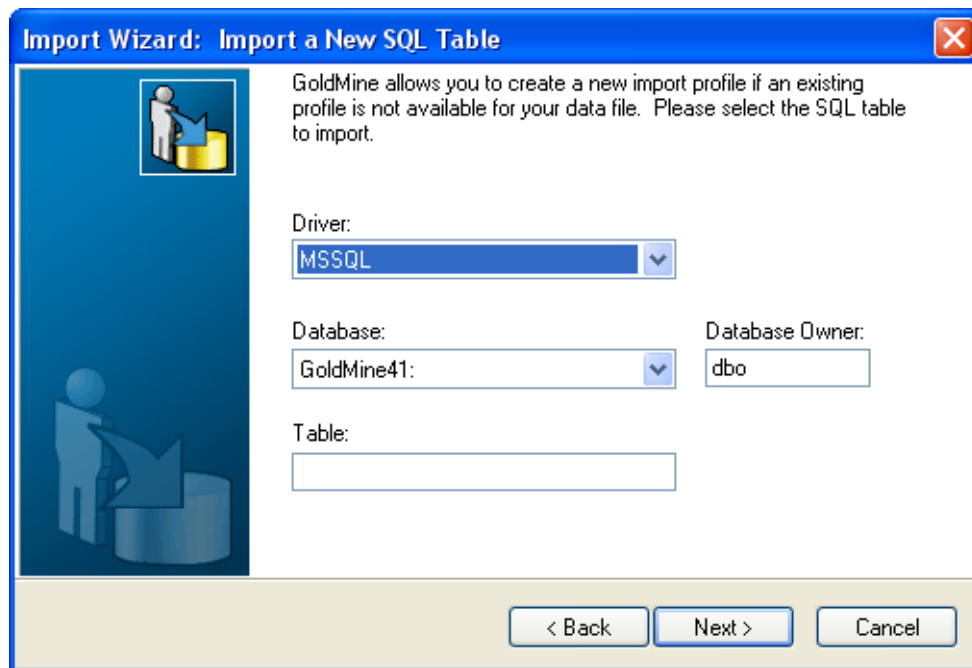 Import Wizard: Import a New SQL Table
GoldMine allows you to create a new import profile if an existing
profile is not available for your data file. Please select the SQL table
to import.
Driver:
MSSQL
Database:
Database Owner:
GoldMine41:
dbo
Table:
< Back
Next >
Cancel